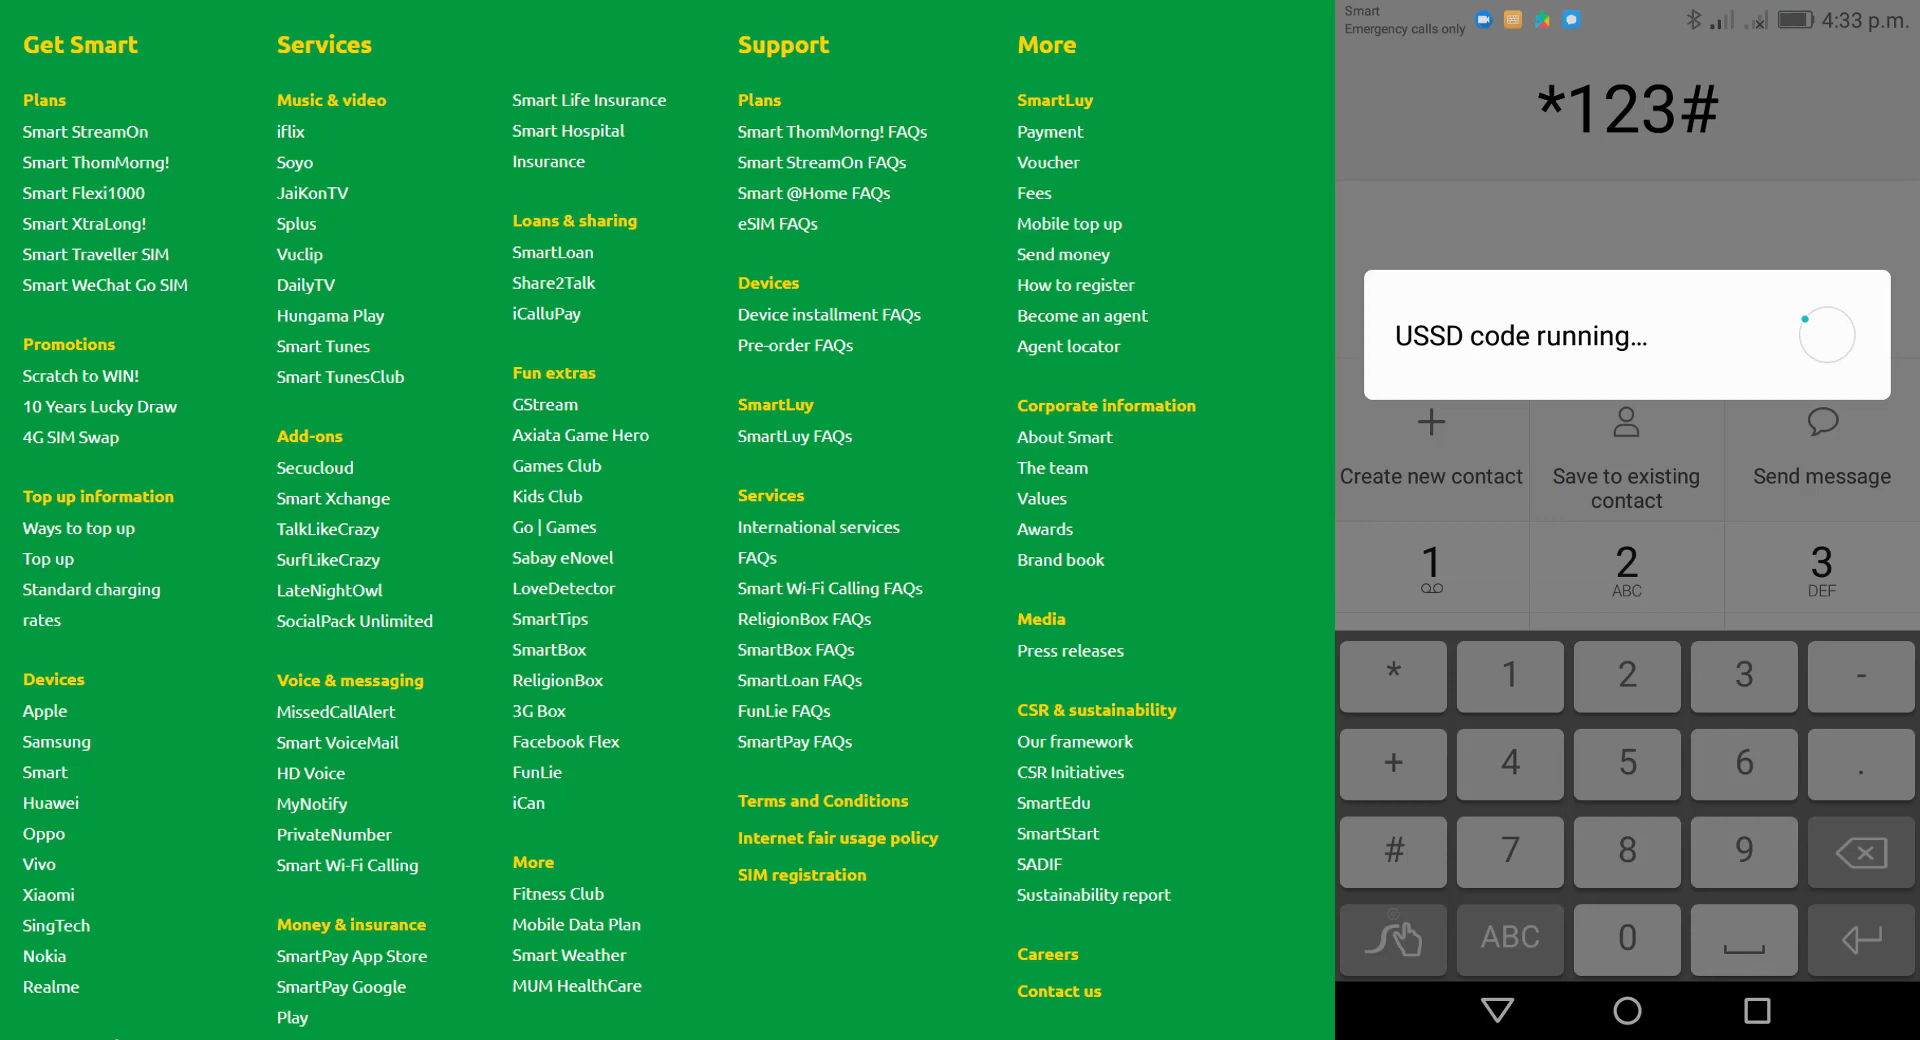 Get Smart
Plans
Smart StreamOn
Smart ThomMorng!
Smart Flexi1000
Smart XtraLong!
Smart Traveller SIM
Smart WeChat Go SIM
Promotions
Scratch to WIN!
10 Years Lucky Draw
4G SIM Swap
Top up information
Ways to top up
Top up
Standard charging
rates
Devices
Apple
Samsung
Smart
Huawei
Oppo
Vivo
Xiaomi
SingTech
Nokia
Realme
Services
Music & video
iflix
Soyo
JaiKonTV
Splus
Vuclip
DailyTV
Hungama Play
Smart Tunes
Smart TunesClub
Add-ons
Secucloud
Smart Xchange
TalkLikeCrazy
SurfLikeCrazy
LateNightOwl
SocialPack Unlimited
Voice & messaging
MissedCallAlert
Smart VoiceMail
HD Voice
MyNotify
PrivateNumber
Smart Wi-Fi Calling
Money & insurance
SmartPay App Store
SmartPay Google
Play
Smart Life Insurance
Smart Hospital
Insurance
Loans & sharing
SmartLoan
Share2Talk
iCalluPay
Fun extras
GStream
Axiata Game Hero
Games Club
Kids Club
Go | Games
Sabay eNovel
LoveDetector
SmartTips
SmartBox
ReligionBox
3G Box
Facebook Flex
FunLie
iCan
More
Fitness Club
Mobile Data Plan
Smart Weather
MUM HealthCare
Support
Plans
Smart ThomMorng! FAQs
Smart StreamOn FAQs
Smart @Home FAQs
eSIM FAQs
Devices
Device installment FAQs
Pre-order FAQs
SmartLuy
SmartLuy FAQs
Services
International services
FAQs
Smart Wi-Fi Calling FAQs
ReligionBox FAQs
SmartBox FAQs
SmartLoan FAQs
FunLie FAQs
SmartPay FAQs
Terms and Conditions
Internet fair usage policy
SIM registration
More
SmartLuy
Payment
Voucher
Fees
Mobile top up
Send money
How to register
Become an agent
Agent locator
Corporate information
About Smart
The team
Values
Awards
Brand book
Media
Press releases
CSR & sustainability
Our framework
CSR Initiatives
SmartEdu
SmartStart
SADIF
Sustainability report
Careers
Contact us
Smart
Emergency calls only
4:33 p.m.
*123#
USSD code running...
Create new contact
Save to existing
contact
Send message
1
2
ABC
3
DEF
* 1 2 3 -
+ 4 5 6 .
# 7 8 9
ABC 0